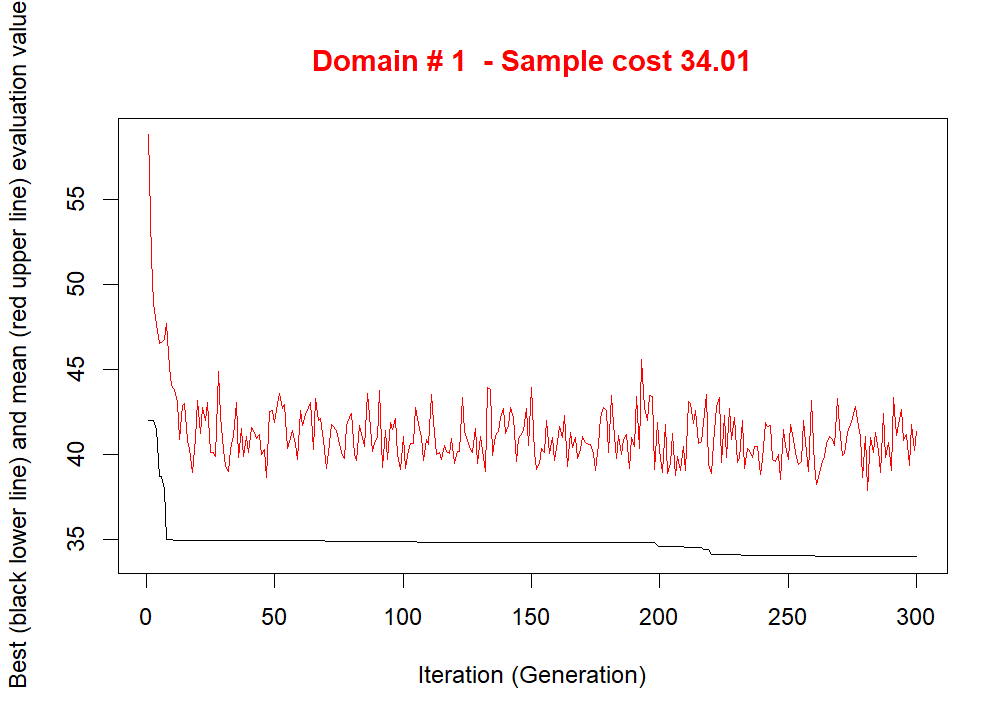 Domain # 1  - Sample cost 34.01
Best (black lower line) and mean (red upper line) evaluation value
55
50
45
40
35
0 50 100 150 200 250 300
Iteration (Generation)